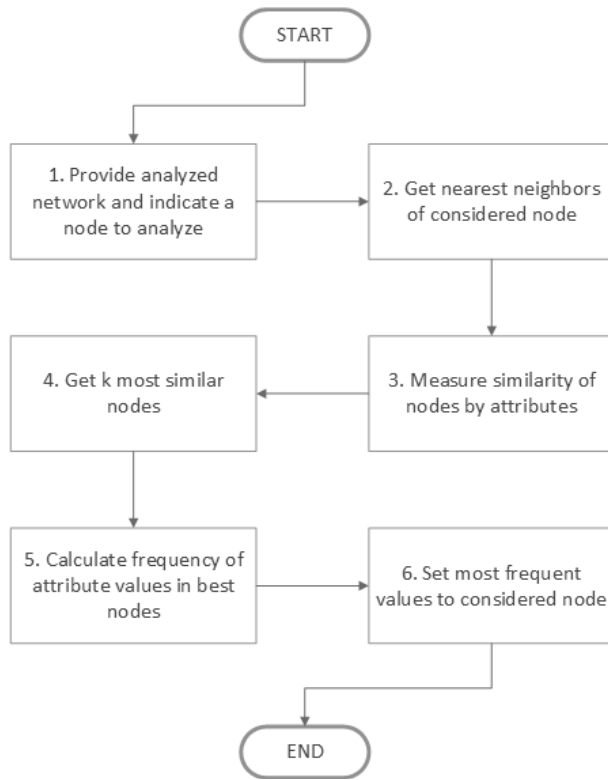 START
1. Provide analyzed
network and indicate a
node to analyze
2. Get nearest neighbors
of considered node
3. Measure similarity of
nodes by attributes
4. Get k most similar
nodes
5. Calculate frequency of
attribute values in best
nodes
6. Set most frequent
values to considered node
END